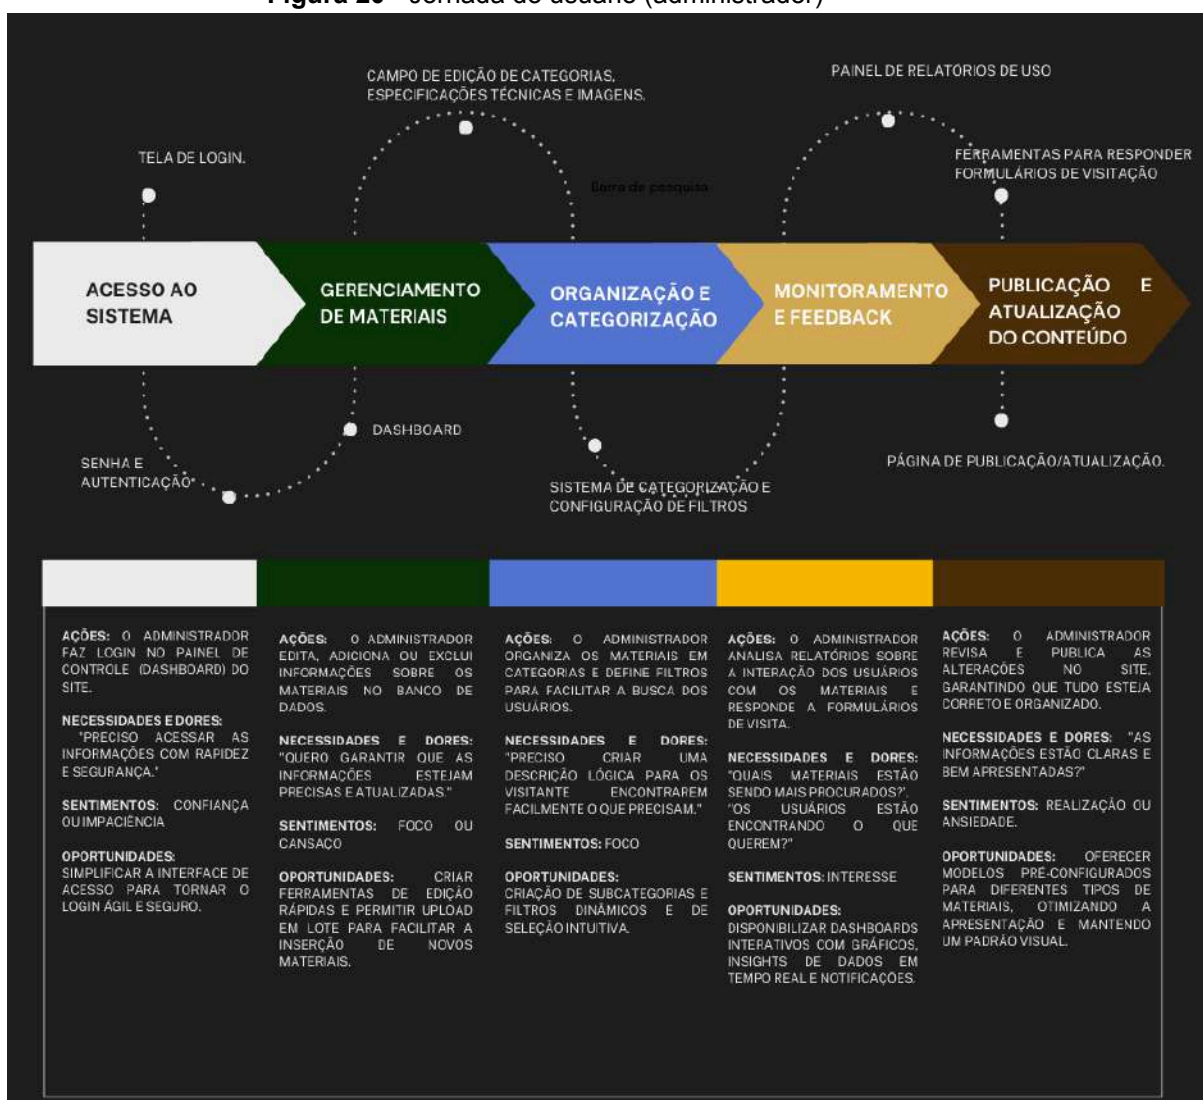 Jornada do usuário (administrador)
CAMPO DE EDIÇÃO DE CATEGORIAS,
ESPECIFICAÇÕES TÉCNICAS E IMAGENS.
PAINEL DE RELATÓRIOS DE USO
TELA DE LOGIN.
FERRAMENTAS PARA RESPONDER
FORMULÁRIOS DE VISITAÇÃO
Barra de pesquisa
ACESSO AO
SISTEMA
GERENCIAMENTO
DE MATERIAIS
ORGANIZAÇÃO E
CATEGORIZAÇÃO
MONITORAMENTO
E FEEDBACK
PUBLICAÇÃO E
ATUALIZAÇÃO
DO CONTEÚDO
DASHBOARD
SENHA E
AUTENTICAÇÃO
SISTEMA DE CATEGORIZAÇÃO E
CONFIGURAÇÃO DE FILTROS
PÁGINA DE PUBLICAÇÃO/ATUALIZAÇÃO.
AÇÕES: O ADMINISTRADOR
FAZ LOGIN NO PAINEL DE
CONTROLE (DASHBOARD) DO
SITE.
NECESSIDADES E DORES:
"PRECISO ACESSAR AS
INFORMAÇÕES COM RAPIDEZ
E SEGURANÇA."
SENTIMENTOS: CONFIANÇA
OU IMPACIÊNCIA
OPORTUNIDADES:
SIMPLIFICAR A INTERFACE DE
ACESSO PARA TORNAR O
LOGIN ÁGIL E SEGURO.
AÇÕES: O ADMINISTRADOR
EDITA, ADICIONA OU EXCLUI
INFORMAÇÕES SOBRE OS
MATERIAIS NO BANCO DE
DADOS.
NECESSIDADES E DORES:
"QUERO GARANTIR QUE AS
INFORMAÇÕES ESTEJAM
PRECISAS E ATUALIZADAS."
SENTIMENTOS: FOCO OU
CANSAÇO
OPORTUNIDADES: CRIAR
FERRAMENTAS DE EDIÇÃO
RÁPIDAS E PERMITIR UPLOAD
EM LOTE PARA FACILITAR A
INSERÇÃO DE NOVOS
MATERIAIS.
AÇÕES: O ADMINISTRADOR
ORGANIZA OS MATERIAIS EM
CATEGORIAS E DEFINE FILTROS
PARA FACILITAR A BUSCA DOS
USUÁRIOS.
NECESSIDADES E DORES:
"PRECISO CRIAR UMA
DESCRIÇÃO LÓGICA PARA OS
VISITANTE ENCONTRAREM
FACILMENTE O QUE PRECISAM."
SENTIMENTOS: FOCO
OPORTUNIDADES:
CRIAÇÃO DE SUBCATEGORIAS E
FILTROS DINÂMICOS E DE
SELEÇÃO INTUITIVA.
AÇÕES: O ADMINISTRADOR
ANALISA RELATÓRIOS SOBRE
A INTERAÇÃO DOS USUÁRIOS
COM OS MATERIAIS E
RESPONDE A FORMULÁRIOS
DE VISITA.
NECESSIDADES E DORES:
"QUAIS MATERIAIS ESTÃO
SENDO MAIS PROCURADOS?".
"OS USUÁRIOS ESTÃO
ENCONTRANDO O QUE
QUEREM?"
SENTIMENTOS: INTERESSE
OPORTUNIDADES:
DISPONIBILIZAR DASHBOARDS
INTERATIVOS COM GRÁFICOS,
INSIGHTS DE DADOS EM
TEMPO REAL E NOTIFICAÇÕES.
AÇÕES: O ADMINISTRADOR
REVISA E PUBLICA AS
ALTERAÇÕES NO SITE,
GARANTINDO QUE TUDO ESTEJA
CORRETO E ORGANIZADO.
NECESSIDADES E DORES: "AS
INFORMAÇÕES ESTÃO CLARAS E
BEM APRESENTADAS?"
SENTIMENTOS: REALIZAÇÃO OU
ANSIEDADE.
OPORTUNIDADES: OFERECER
MODELOS PRÉ-CONFIGURADOS
PARA DIFERENTES TIPOS DE
MATERIAIS, OTIMIZANDO A
APRESENTAÇÃO E MANTENDO
UM PADRÃO VISUAL.